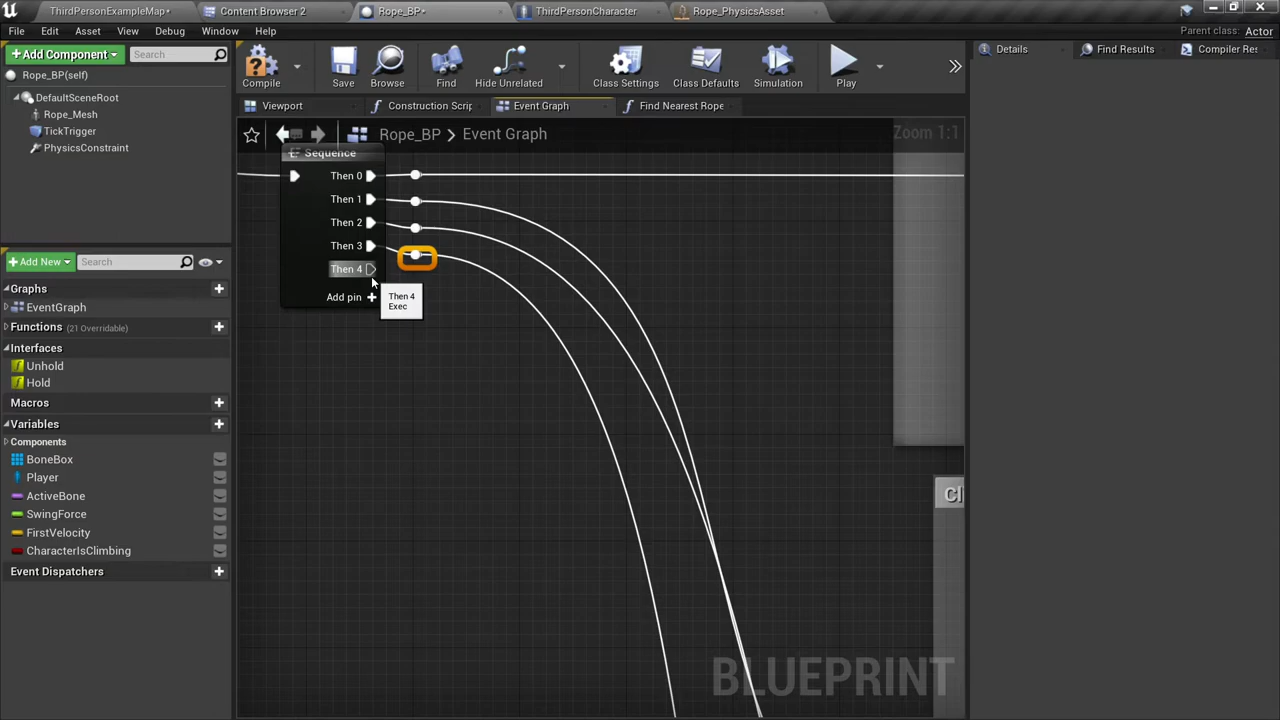 ThirdPersonExampleMap•
Content Browser 2
Rope_BP•
ThirdPersonCharacter
Rope_PhysicsAsset
File Edit Asset View Debug Window Help
Parent class: Actor
Add Component
Search
Rope_BP(self)
DefaultSceneRoot
Rope_Mesh
TickTrigger
PhysicsConstraint
Compile
Save
Browse
Find
Hide Unrelated
Class Settings
Class Defaults
Simulation
Play
Details
Find Results
Compiler Res
Viewport
Construction Scrip
Event Graph
Find Nearest Rope
Rope_BP > Event Graph
Zoom 1:1
Sequence
Then 0
Then 1
Then 2
Then 3
Then 4
Add pin
Then 4
Exec
Cl
Add New
Search
Graphs
EventGraph
Functions (21 Overridable)
Interfaces
Unhold
Hold
Macros
Variables
Components
BoneBox
Player
ActiveBone
SwingForce
FirstVelocity
CharacterIsClimbing
Event Dispatchers
BLUEPRINT